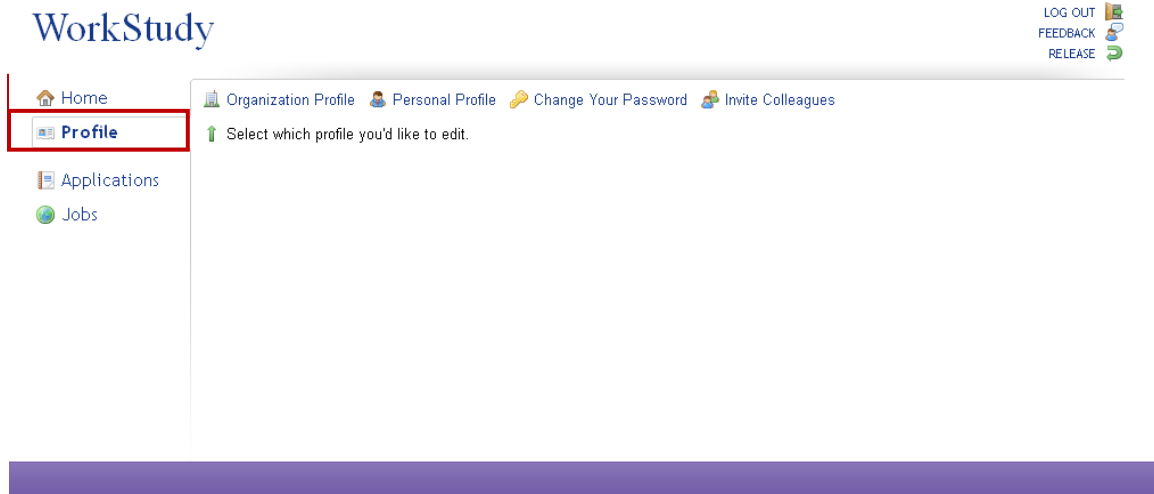 WorkStudy
LOG OUT
FEEDBACK
RELEASE
Home
Profile
Applications
Jobs
Organization Profile Personal Profile Change Your Password Invite Colleagues
Select which profile you'd like to edit.